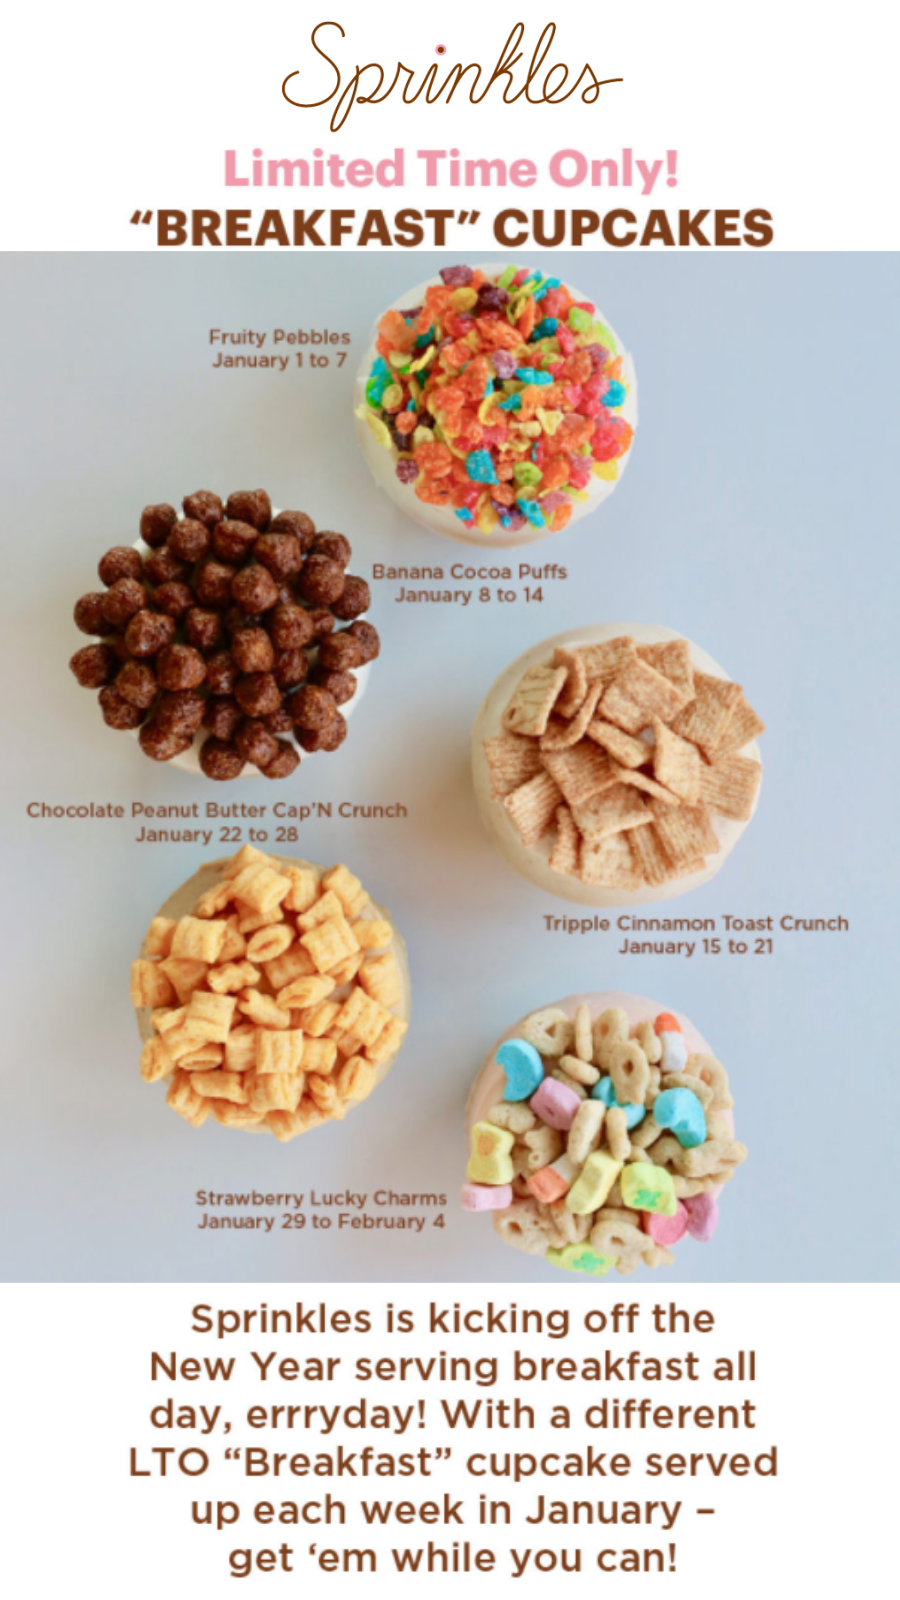 Sprinkles
Limited Time Only!
“BREAKFAST” CUPCAKES
Fruity Pebbles
January 1 to 7
Banana Cocoa Puffs
January 8 to 14
Chocolate Peanut Butter Cap'N Crunch
January 22 to 28
Tripple Cinnamon Toast Crunch
January 15 to 21
Strawberry Lucky Charms
January 29 to February 4
Sprinkles is kicking off the
New Year serving breakfast all
day, errryday! With a different
LTO “Breakfast” cupcake served
up each week in January –
get ‘em while you can!